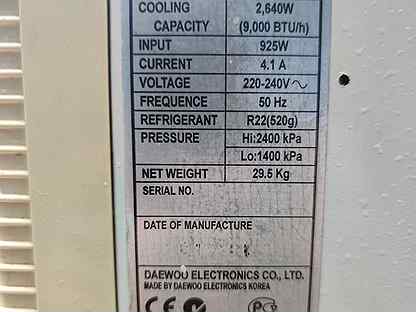 COOLING 2,640W
CAPACITY (9,000 BTU/h)
INPUT 925W
CURRENT 4.1 A
VOLTAGE 220-240V ~
FREQUENCE 50 Hz
REFRIGERANT R22(520g)
PRESSURE Hi:2400 kPa
Lo:1400 kPa
NET WEIGHT 29.5 Kg
SERIAL NO.
DATE OF MANUFACTURE
DAEWOO ELECTRONICS CO., LTD.
MADE BY DAEWOO ELECTRONICS KOREA
CE